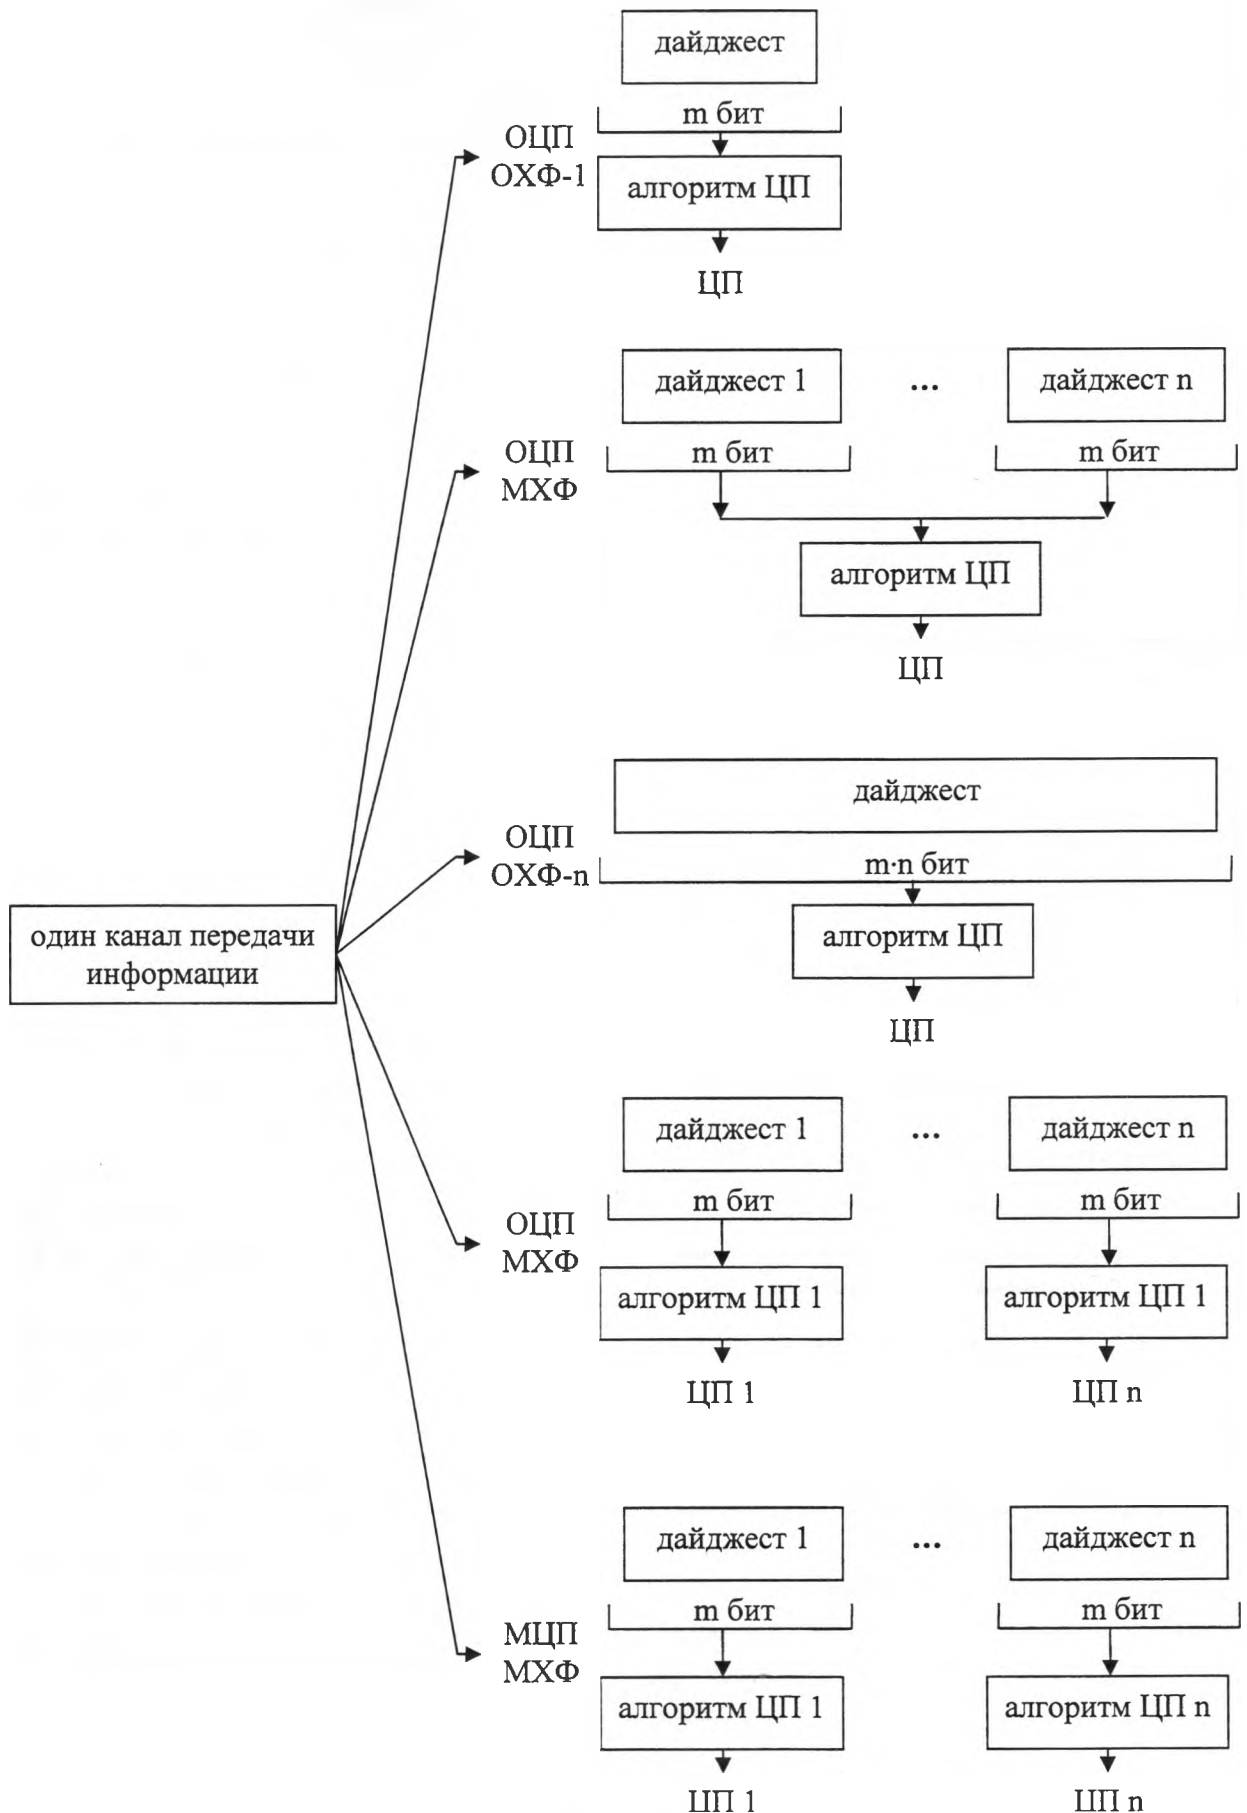 дайджест
m бит
ОЦП
ОХФ-1
алгоритм ЦП
ЦП
дайджест 1 ... дайджест n
ОЦП
МХФ
m бит m бит
алгоритм ЦП
ЦП
дайджест
ОЦП
ОХФ-n
m·n бит
алгоритм ЦП
один канал передачи
информации
ЦП
дайджест 1 ... дайджест n
m бит m бит
ОЦП
МХФ
алгоритм ЦП 1 алгоритм ЦП 1
ЦП 1 ЦП n
дайджест 1 ... дайджест n
m бит m бит
МЦП
МХФ
алгоритм ЦП 1 алгоритм ЦП n
ЦП 1 ЦП n